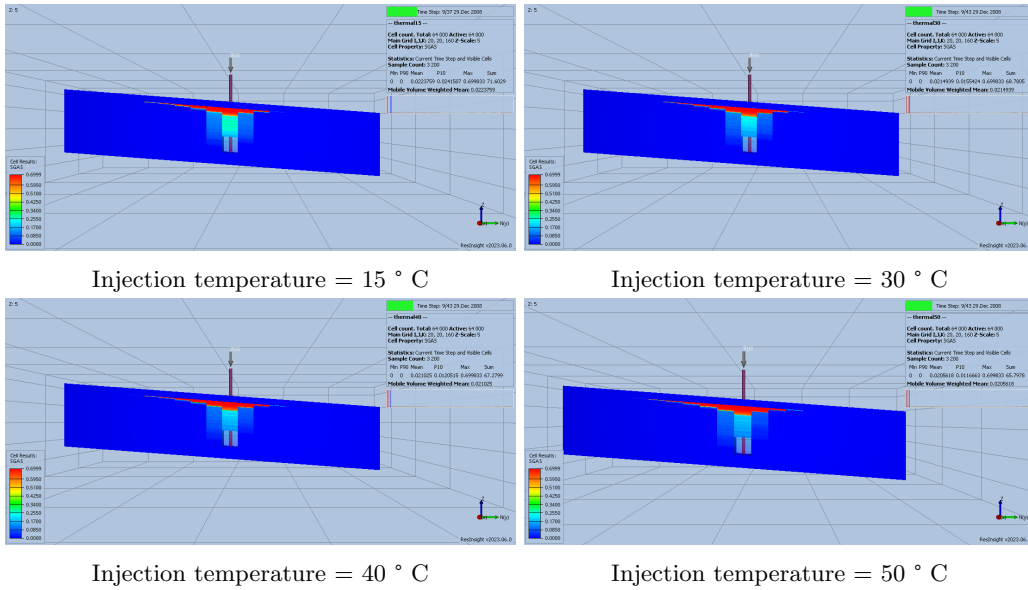 Z: 5
Time Step: 9/37 29.Dec 2008
-- thermal15 --
Cell count. Total: 64 000 Active: 64 000
Main Grid I,J,K: 20, 20, 160 Z-Scale: 5
Cell Property: SGAS
Statistics: Current Time Step and Visible Cells
Sample Count: 3 200
Min P90 Mean P10 Max Sum
0 0 0.0223759 0.0241587 0.699833 71.6029
Mobile Volume Weighted Mean: 0.0223759
Cell Results:
SGAS
0.6999
0.5950
0.5100
0.4250
0.3400
0.2550
0.1700
0.0850
0.0000
Z
N(y)
ResInsight v2023.06.0
Injection temperature = 15 ° C
Z: 5
Time Step: 9/43 29.Dec 2008
-- thermal30 --
Cell count. Total: 64 000 Active: 64 000
Main Grid I,J,K: 20, 20, 160 Z-Scale: 5
Cell Property: SGAS
Statistics: Current Time Step and Visible Cells
Sample Count: 3 200
Min P90 Mean P10 Max Sum
0 0 0.0214939 0.0155424 0.699833 68.7805
Mobile Volume Weighted Mean: 0.0214939
Cell Results:
SGAS
0.6999
0.5950
0.5100
0.4250
0.3400
0.2550
0.1700
0.0850
0.0000
Z
N(y)
ResInsight v2023.06.0
Injection temperature = 30 ° C
Z: 5
Time Step: 9/43 29.Dec 2008
-- thermal40 --
Cell count. Total: 64 000 Active: 64 000
Main Grid I,J,K: 20, 20, 160 Z-Scale: 5
Cell Property: SGAS
Statistics: Current Time Step and Visible Cells
Sample Count: 3 200
Min P90 Mean P10 Max Sum
0 0 0.021025 0.0120515 0.699833 67.2799
Mobile Volume Weighted Mean: 0.021025
Cell Results:
SGAS
0.6999
0.5950
0.5100
0.4250
0.3400
0.2550
0.1700
0.0850
0.0000
Z
N(y)
ResInsight v2023.06.0
Injection temperature = 40 ° C
Z: 5
Time Step: 9/43 29.Dec 2008
-- thermal50 --
Cell count. Total: 64 000 Active: 64 000
Main Grid I,J,K: 20, 20, 160 Z-Scale: 5
Cell Property: SGAS
Statistics: Current Time Step and Visible Cells
Sample Count: 3 200
Min P90 Mean P10 Max Sum
0 0 0.0205618 0.0116663 0.699833 65.7978
Mobile Volume Weighted Mean: 0.0205618
Cell Results:
SGAS
0.6999
0.5950
0.5100
0.4250
0.3400
0.2550
0.1700
0.0850
0.0000
Z
N(y)
ResInsight v2023.06.
Injection temperature = 50 ° C